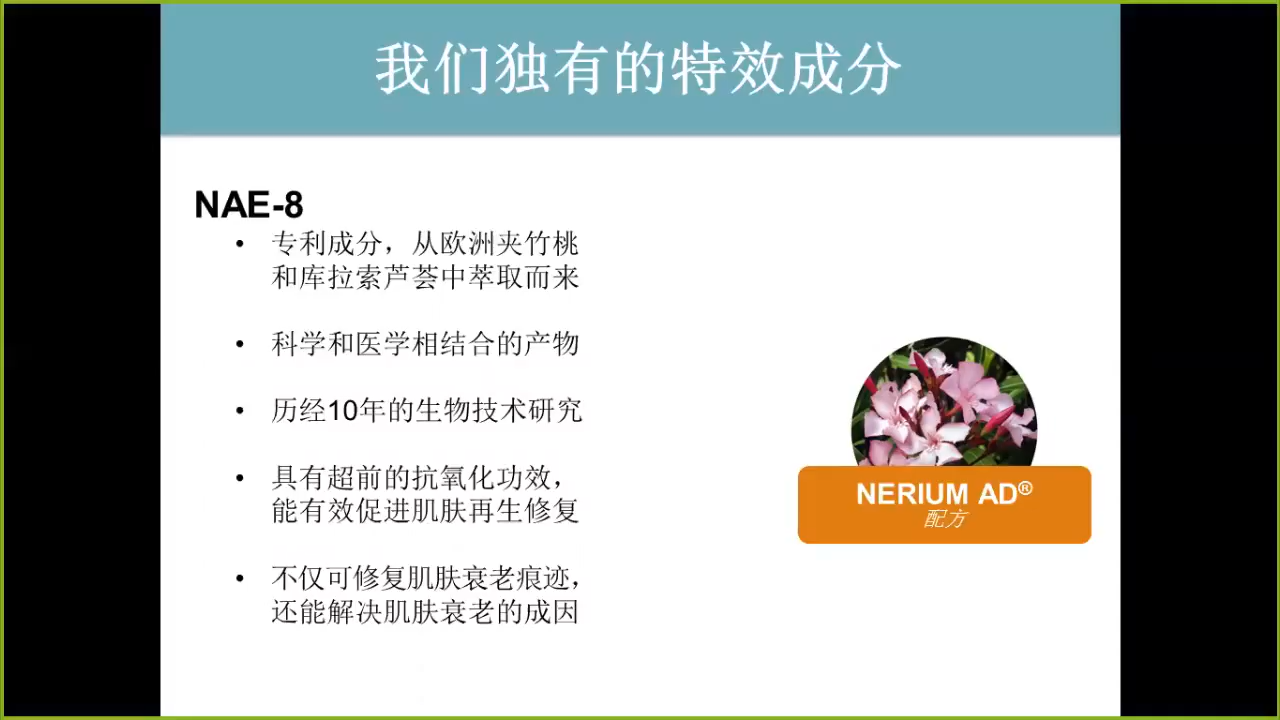 我们独有的特效成分
NAE-8
• 专利成分，从欧洲夹竹桃
和库拉索芦荟中萃取而来
• 科学和医学相结合的产物
• 历经10年的生物技术研究
• 具有超前的抗氧化功效，
能有效促进肌肤再生修复
• 不仅可修复肌肤衰老痕迹，
还能解决肌肤衰老的成因
NERIUM AD®
配方